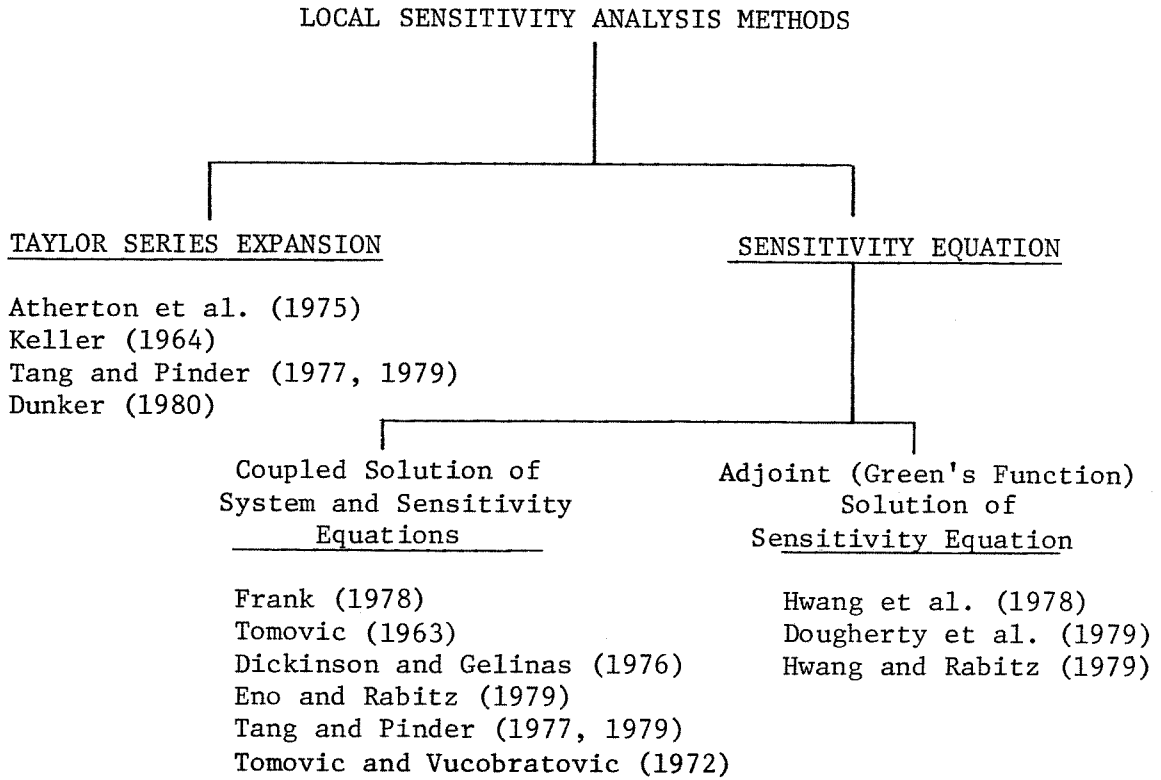 LOCAL SENSITIVITY ANALYSIS METHODS
TAYLOR SERIES EXPANSION
Atherton et al. (1975)
Keller (1964)
Tang and Pinder (1977, 1979)
Dunker (1980)
SENSITIVITY EQUATION
Coupled Solution of
System and Sensitivity
Equations
Frank (1978)
Tomovic (1963)
Dickinson and Gelinas (1976)
Eno and Rabitz (1979)
Tang and Pinder (1977, 1979)
Tomovic and Vucobratovic (1972)
Adjoint (Green's Function)
Solution of
Sensitivity Equation
Hwang et al. (1978)
Dougherty et al. (1979)
Hwang and Rabitz (1979)